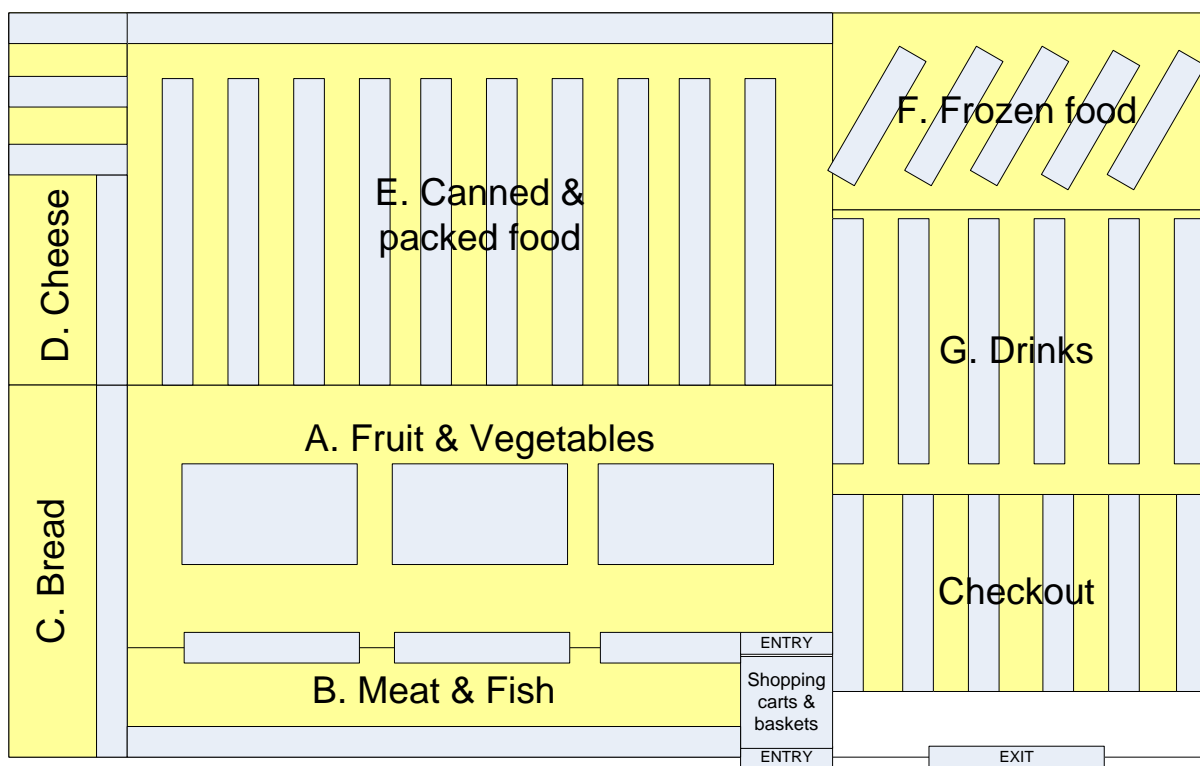 F. Frozen food
E. Canned &
packed food
D. Cheese
G. Drinks
A. Fruit & Vegetables
C. Bread
Checkout
ENTRY
B. Meat & Fish
Shopping
carts &
baskets
ENTRY
EXIT